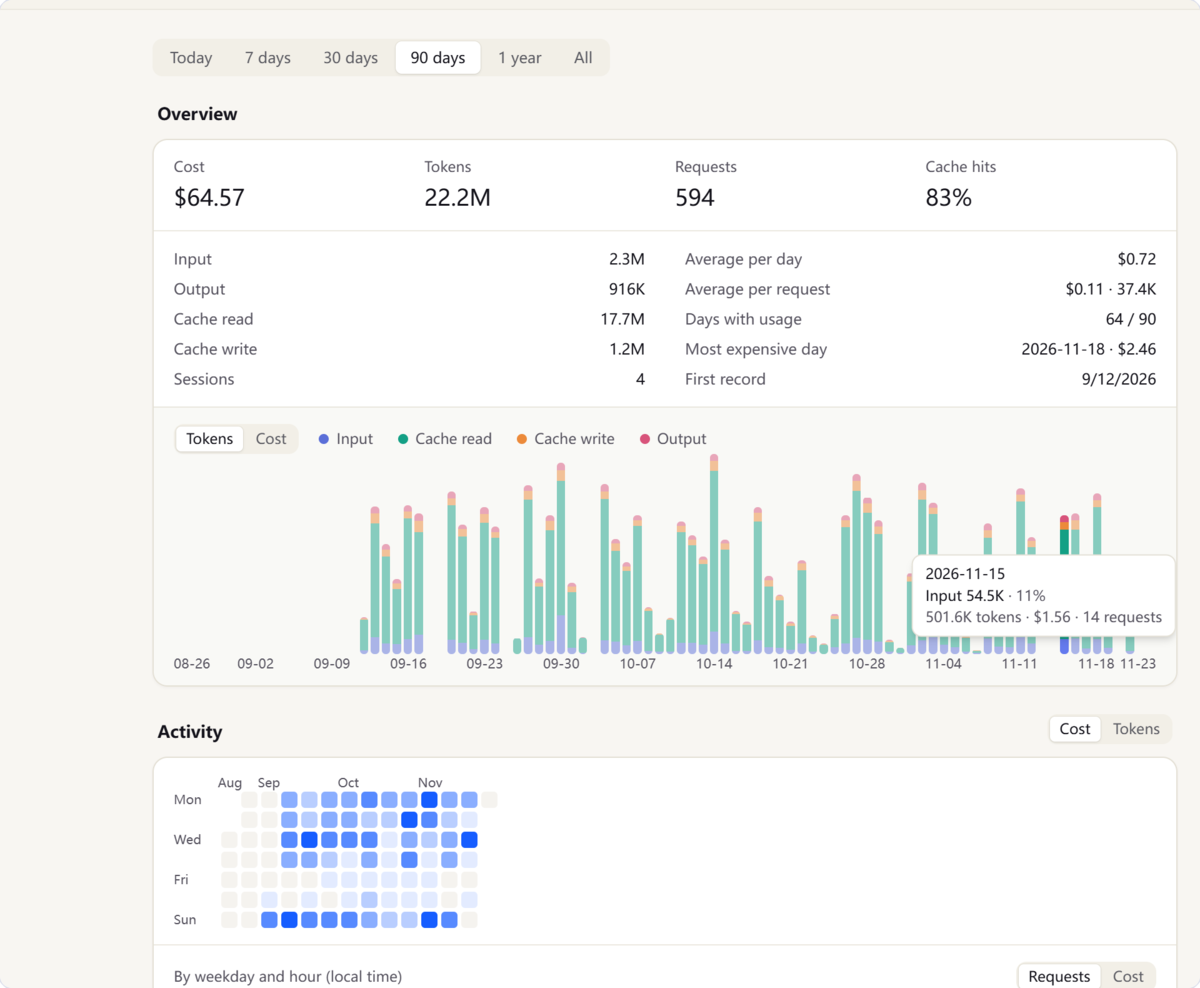 Today 7 days 30 days 90 days 1 year All
Overview
Cost Tokens Requests Cache hits
$64.57 22.2M 594 83%
Input 2.3M Average per day $0.72
Output 916K Average per request $0.11 · 37.4K
Cache read 17.7M Days with usage 64 / 90
Cache write 1.2M Most expensive day 2026-11-18 · $2.46
Sessions 4 First record 9/12/2026
Tokens Cost Input Cache read Cache write Output
2026-11-15
Input 54.5K · 11%
501.6K tokens · $1.56 · 14 requests
08-26 09-02 09-09 09-16 09-23 09-30 10-07 10-14 10-21 10-28 11-04 11-11 11-18 11-23
Activity Cost Tokens
Aug Sep Oct Nov
Mon
Wed
Fri
Sun
By weekday and hour (local time) Requests Cost